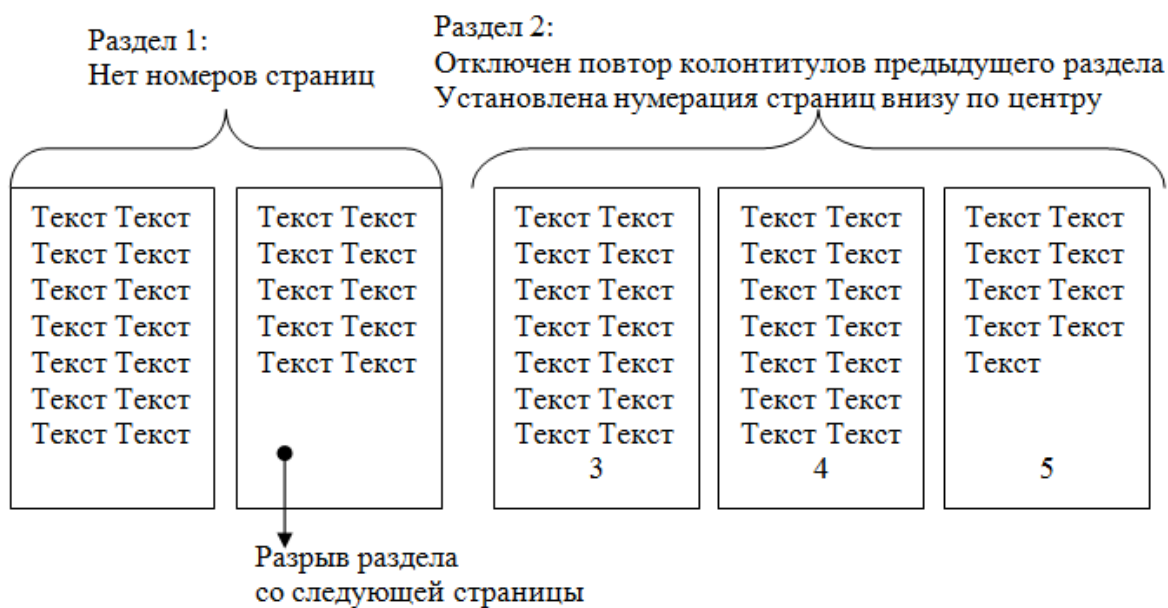 Раздел 1:
Нет номеров страниц
Раздел 2:
Отключен повтор колонтитулов предыдущего раздела
Установлена нумерация страниц внизу по центру
Текст Текст
Текст Текст
Текст Текст
Текст Текст
Текст Текст
Текст Текст
Текст Текст
Текст Текст
Текст Текст
Текст Текст
Текст Текст
Текст Текст
Разрыв раздела
со следующей страницы
Текст Текст
Текст Текст
Текст Текст
Текст Текст
Текст Текст
Текст Текст
Текст Текст
3
Текст Текст
Текст Текст
Текст Текст
Текст Текст
Текст Текст
Текст Текст
Текст Текст
4
Текст Текст
Текст Текст
Текст Текст
Текст Текст
Текст
5